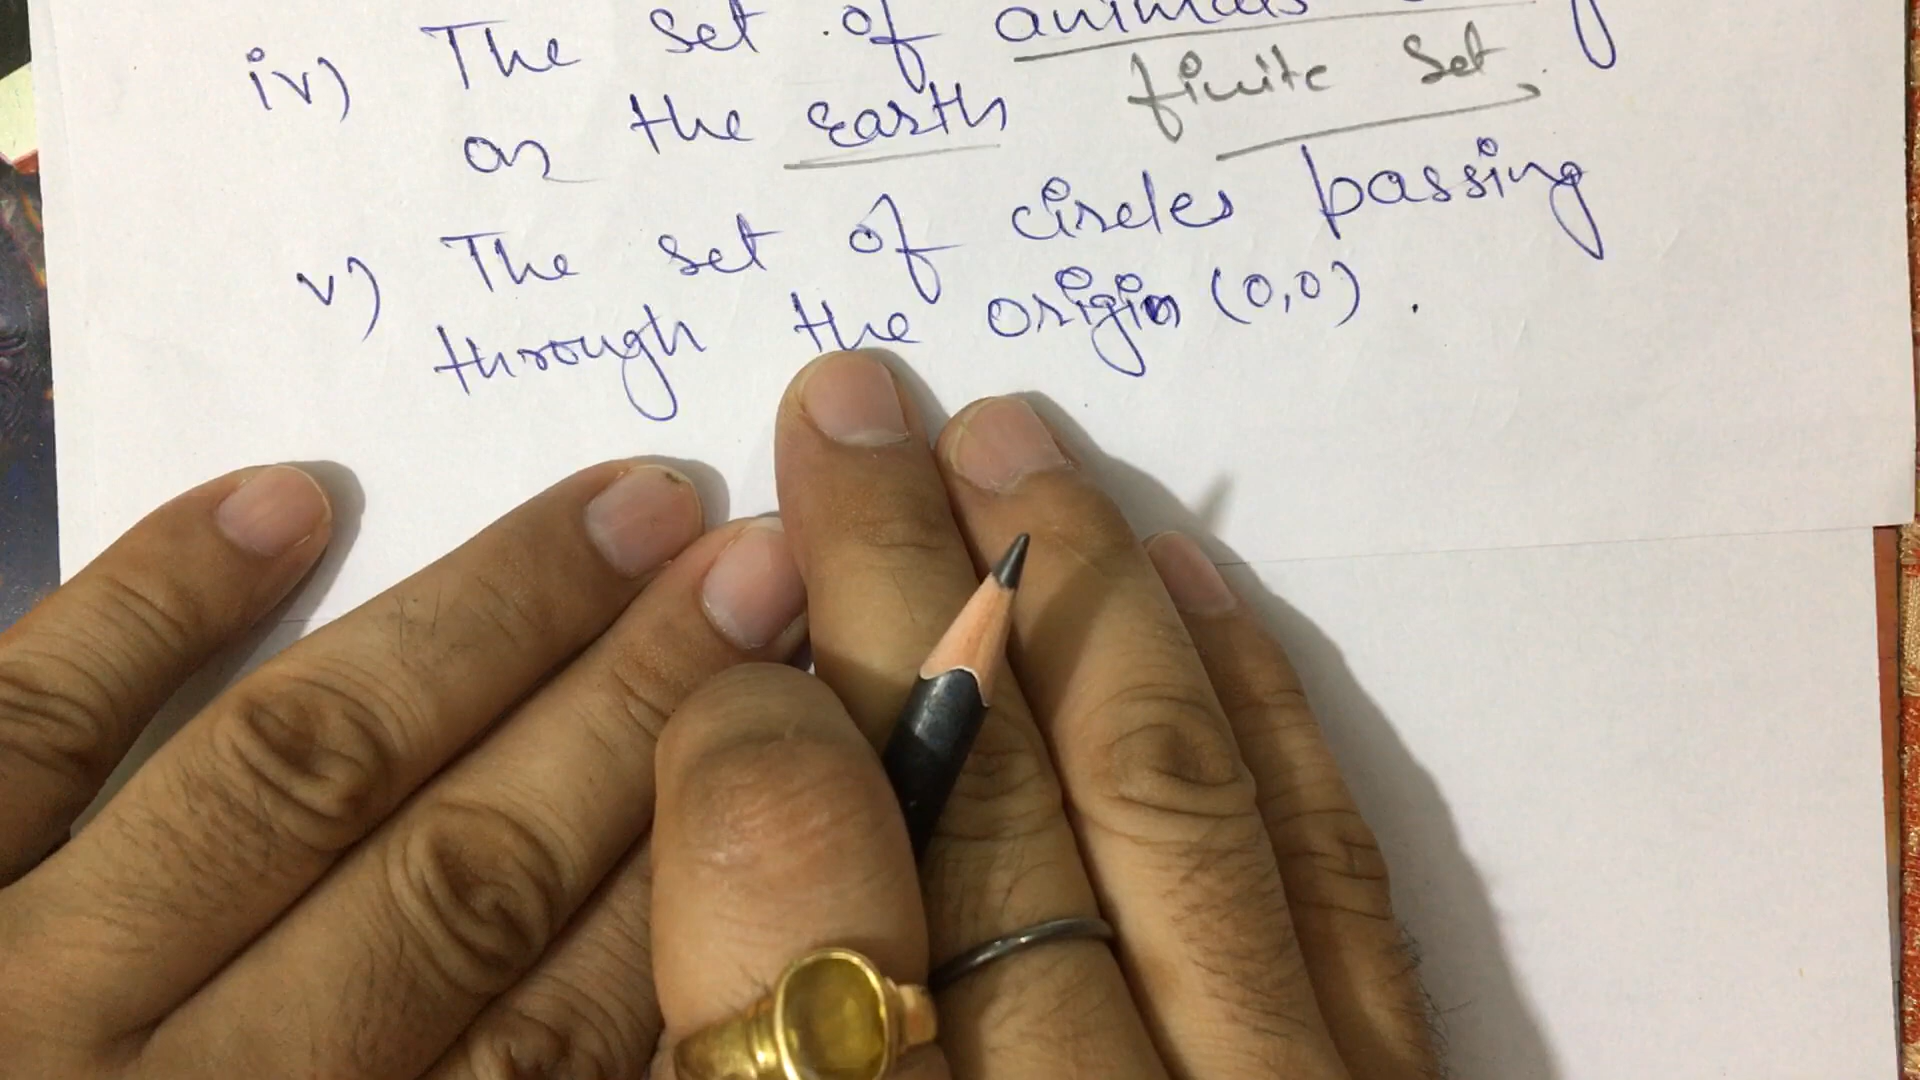 iv) The set of animals
on the Earth finite set.
v) The set of circles passing
through the origin (0,0).